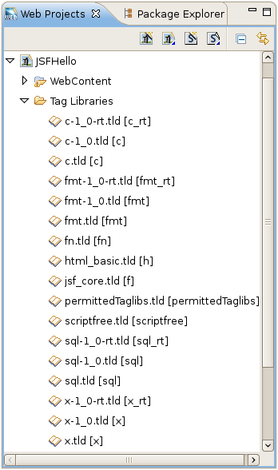 Web Projects
Package Explorer
JSFHello
WebContent
Tag Libraries
c-1_0-rt.tld [c_rt]
c-1_0.tld [c]
c.tld [c]
fmt-1_0-rt.tld [fmt_rt]
fmt-1_0.tld [fmt]
fmt.tld [fmt]
fn.tld [fn]
html_basic.tld [h]
jsf_core.tld [f]
permittedTaglibs.tld [permittedTaglibs]
scriptfree.tld [scriptfree]
sql-1_0-rt.tld [sql_rt]
sql-1_0.tld [sql]
sql.tld [sql]
x-1_0-rt.tld [x_rt]
x-1_0.tld [x]
x.tld [x]